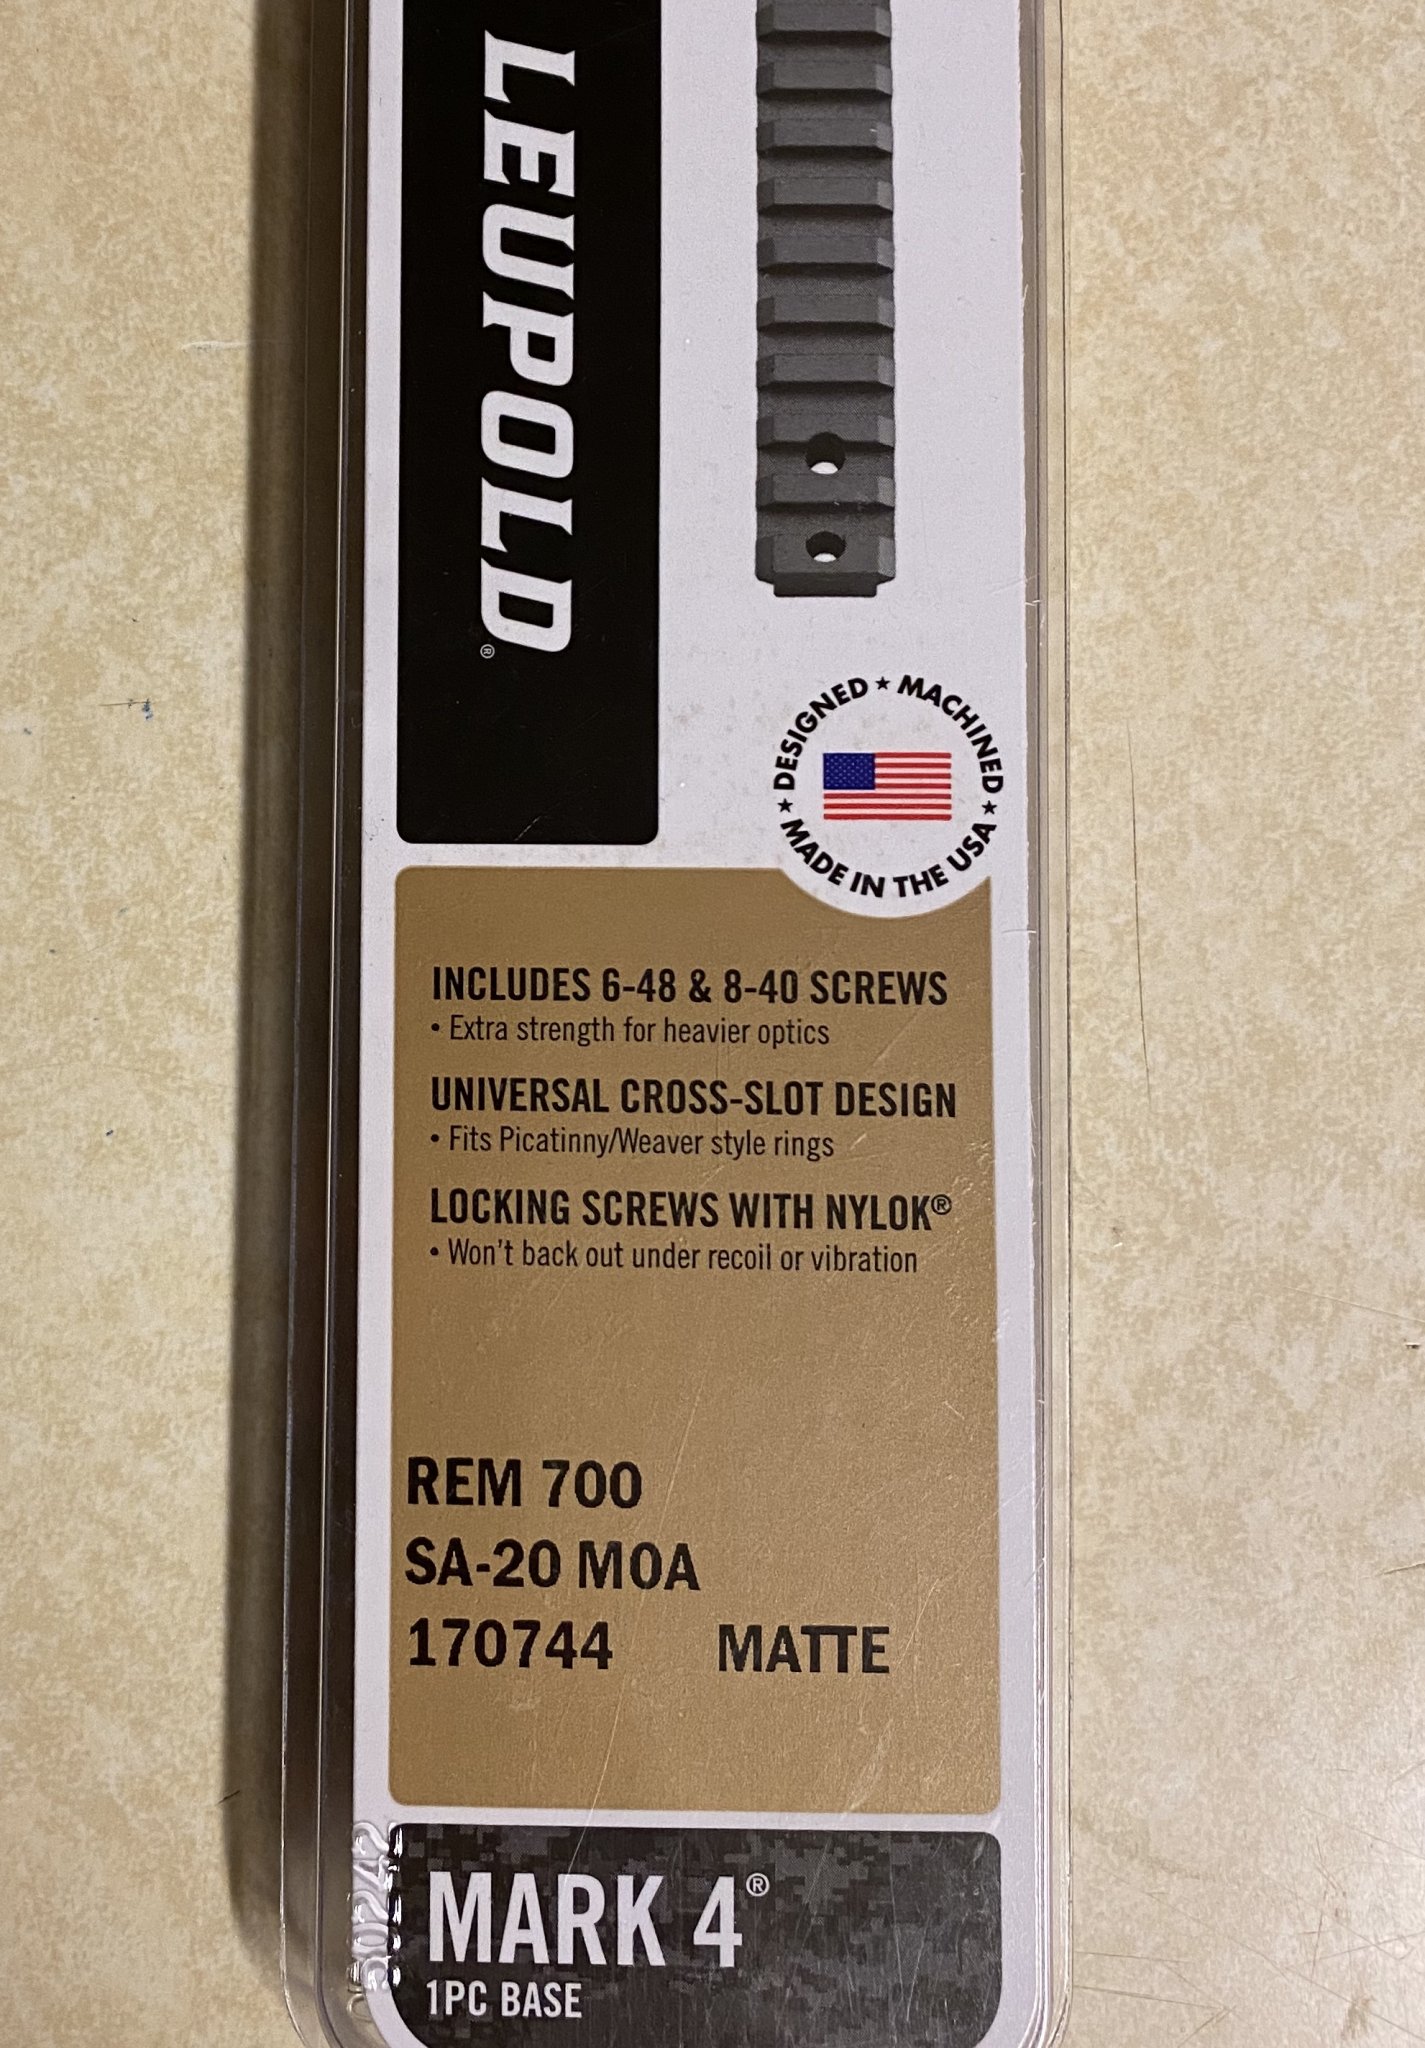 LEUPOLD®
DESIGNED ★ MACHINED ★ MADE IN THE USA ★
INCLUDES 6-48 & 8-40 SCREWS
• Extra strength for heavier optics
UNIVERSAL CROSS-SLOT DESIGN
• Fits Picatinny/Weaver style rings
LOCKING SCREWS WITH NYLOK®
• Won't back out under recoil or vibration
REM 700
SA-20 MOA
170744 MATTE
MARK 4®
1PC BASE